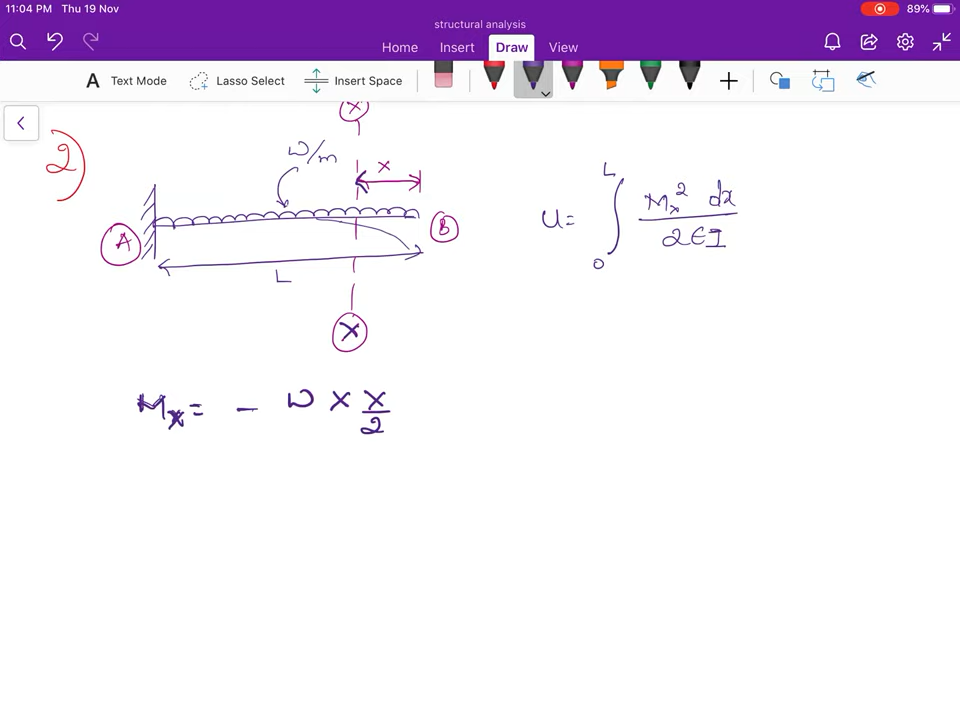 11:04 PM Thu 19 Nov 89%
structural analysis
Home Insert Draw View
A Text Mode Lasso Select Insert Space
X
2)
W/m
x
A
B
L
X
U = ∫₀ᴸ Mx² dx / 2EI
Mx = - W x x/2